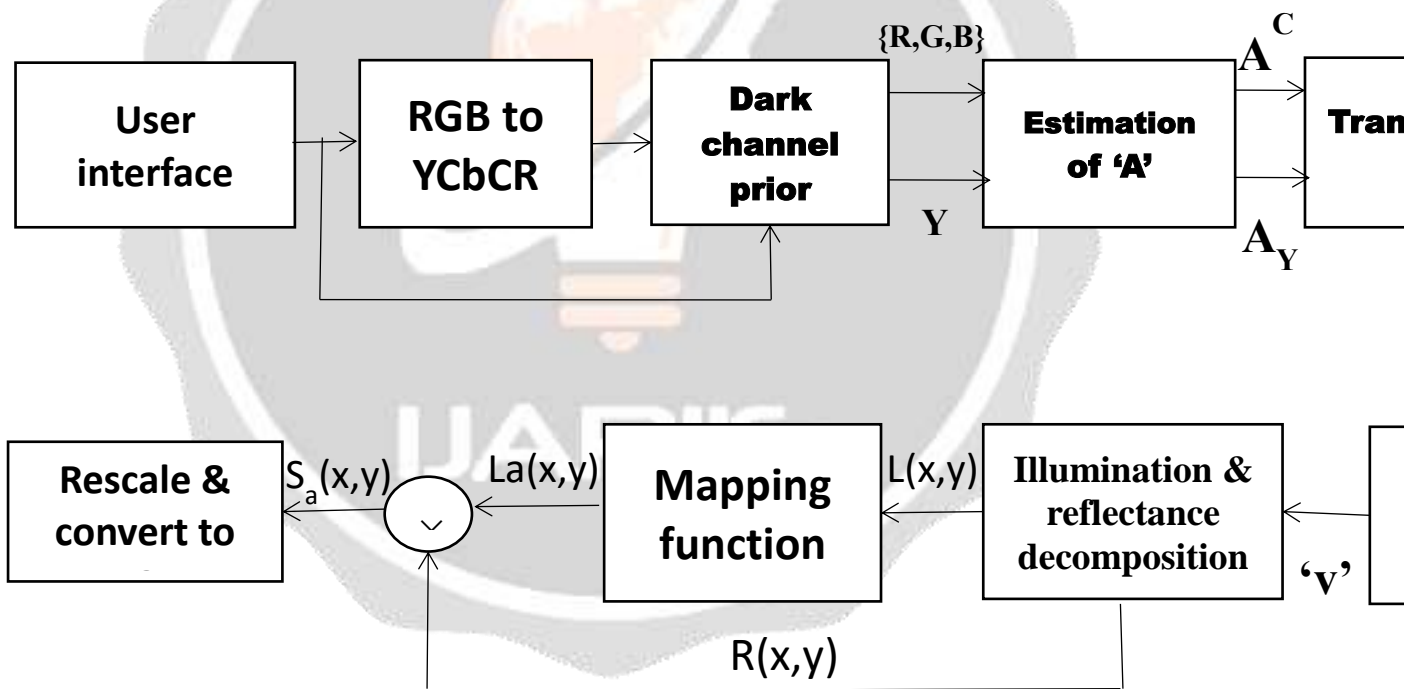 {R,G,B}
A^C
User
interface
RGB to
YCbCR
Dark
channel
prior
Estimation
of ‘A’
Tran
Y
A_Y
Rescale &
convert to
S_a(x,y)
La(x,y)
Mapping
function
L(x,y)
Illumination &
reflectance
decomposition
‘v’
R(x,y)